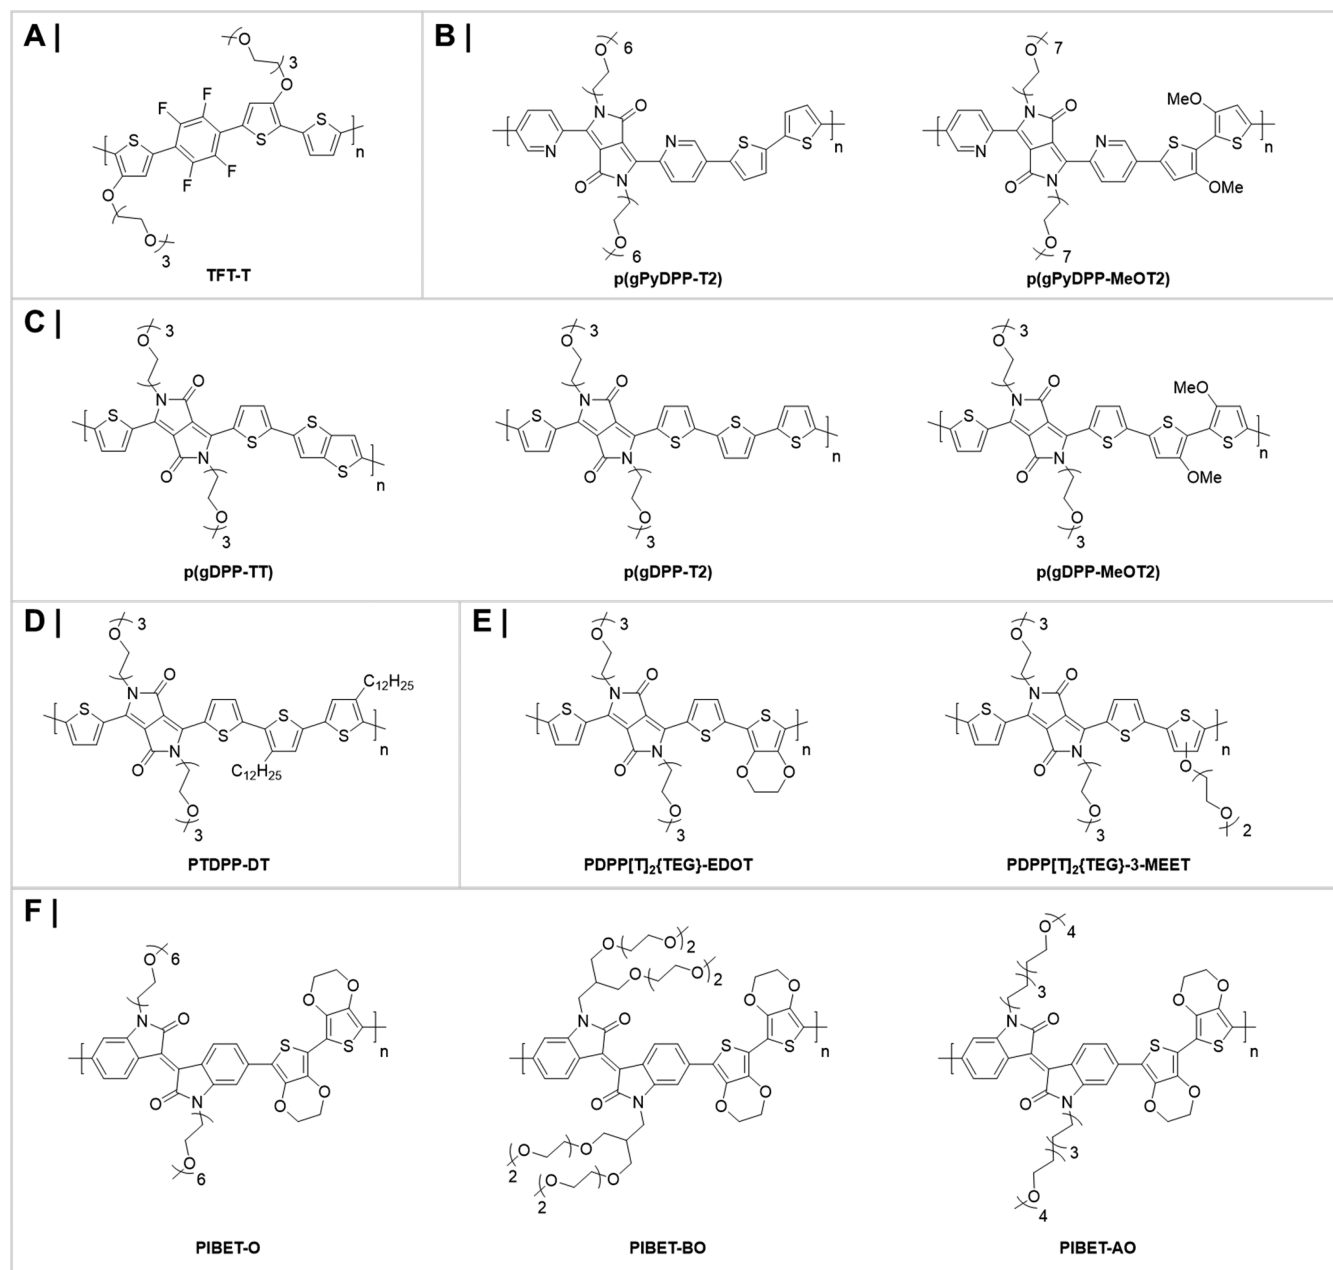 A |
B |
TFT-T
p(gPyDPP-T2)
p(gPyDPP-MeOT2)
C |
p(gDPP-TT)
p(gDPP-T2)
p(gDPP-MeOT2)
D |
E |
PTDPP-DT
PDPP[T]₂{TEG}-EDOT
PDPP[T]₂{TEG}-3-MEET
F |
PIBET-O
PIBET-BO
PIBET-AO